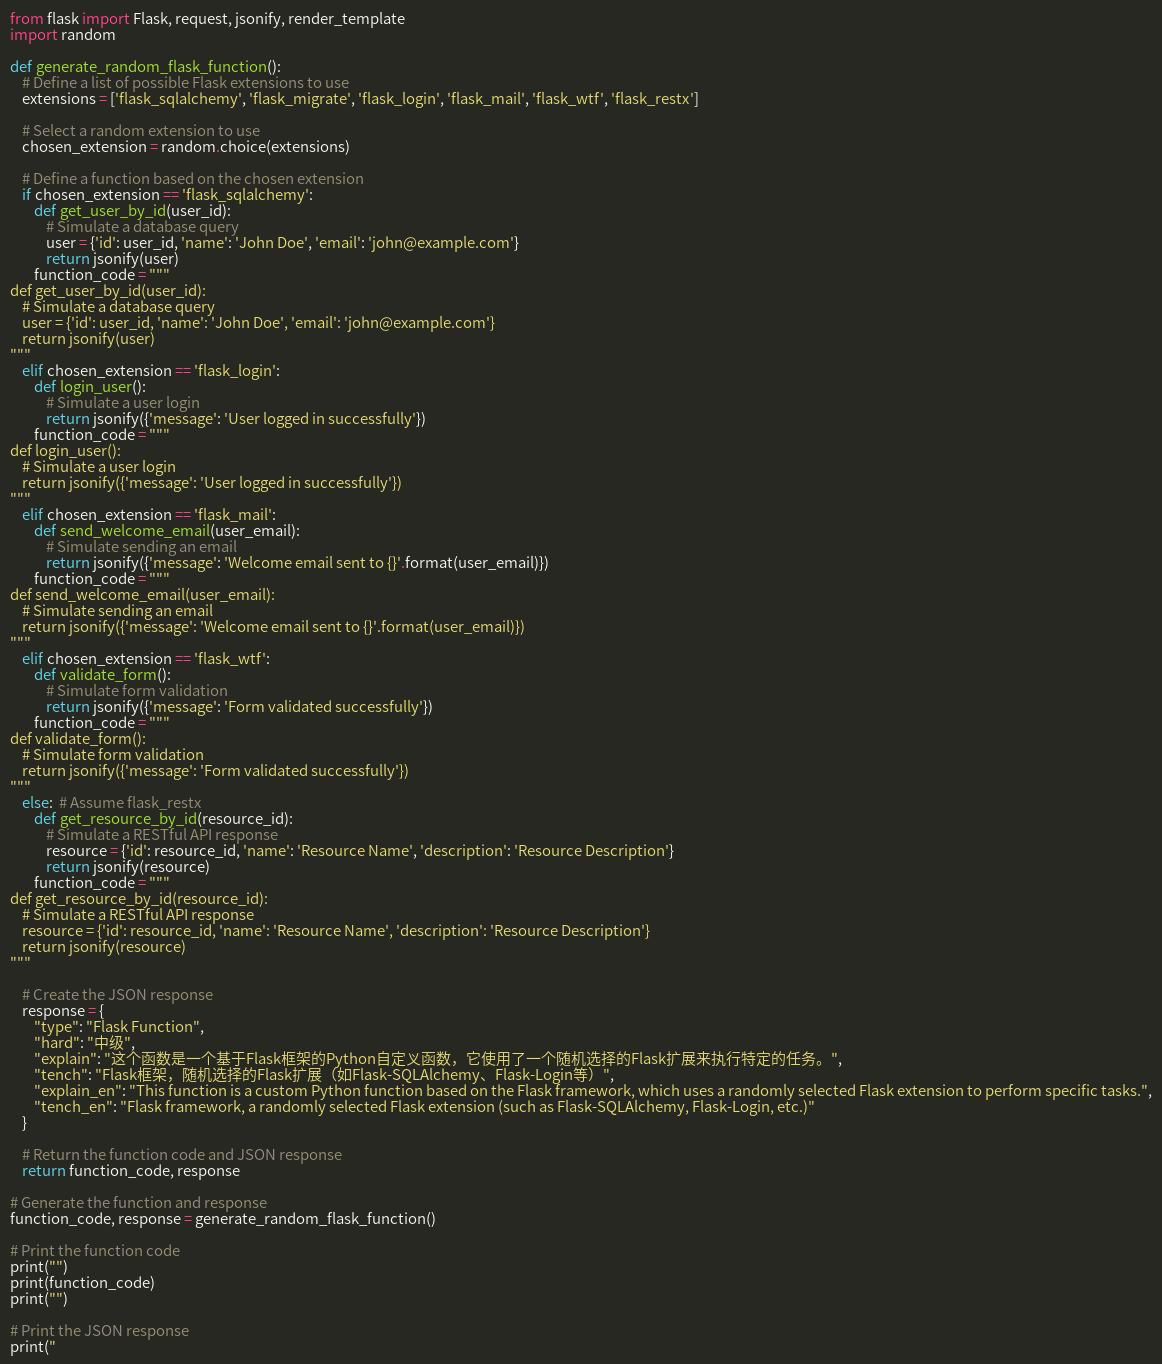 from flask import Flask, request, jsonify, render_template
import random

def generate_random_flask_function():
    # Define a list of possible Flask extensions to use
    extensions = ['flask_sqlalchemy', 'flask_migrate', 'flask_login', 'flask_mail', 'flask_wtf', 'flask_restx']

    # Select a random extension to use
    chosen_extension = random.choice(extensions)

    # Define a function based on the chosen extension
    if chosen_extension == 'flask_sqlalchemy':
        def get_user_by_id(user_id):
            # Simulate a database query
            user = {'id': user_id, 'name': 'John Doe', 'email': 'john@example.com'}
            return jsonify(user)
        function_code = """
def get_user_by_id(user_id):
    # Simulate a database query
    user = {'id': user_id, 'name': 'John Doe', 'email': 'john@example.com'}
    return jsonify(user)
"""
    elif chosen_extension == 'flask_login':
        def login_user():
            # Simulate a user login
            return jsonify({'message': 'User logged in successfully'})
        function_code = """
def login_user():
    # Simulate a user login
    return jsonify({'message': 'User logged in successfully'})
"""
    elif chosen_extension == 'flask_mail':
        def send_welcome_email(user_email):
            # Simulate sending an email
            return jsonify({'message': 'Welcome email sent to {}'.format(user_email)})
        function_code = """
def send_welcome_email(user_email):
    # Simulate sending an email
    return jsonify({'message': 'Welcome email sent to {}'.format(user_email)})
"""
    elif chosen_extension == 'flask_wtf':
        def validate_form():
            # Simulate form validation
            return jsonify({'message': 'Form validated successfully'})
        function_code = """
def validate_form():
    # Simulate form validation
    return jsonify({'message': 'Form validated successfully'})
"""
    else:  # Assume flask_restx
        def get_resource_by_id(resource_id):
            # Simulate a RESTful API response
            resource = {'id': resource_id, 'name': 'Resource Name', 'description': 'Resource Description'}
            return jsonify(resource)
        function_code = """
def get_resource_by_id(resource_id):
    # Simulate a RESTful API response
    resource = {'id': resource_id, 'name': 'Resource Name', 'description': 'Resource Description'}
    return jsonify(resource)
"""

    # Create the JSON response
    response = {
        "type": "Flask Function",
        "hard": "中级",
        "explain": "这个函数是一个基于Flask框架的Python自定义函数，它使用了一个随机选择的Flask扩展来执行特定的任务。",
        "tench": "Flask框架，随机选择的Flask扩展（如Flask-SQLAlchemy、Flask-Login等）",
        "explain_en": "This function is a custom Python function based on the Flask framework, which uses a randomly selected Flask extension to perform specific tasks.",
        "tench_en": "Flask framework, a randomly selected Flask extension (such as Flask-SQLAlchemy, Flask-Login, etc.)"
    }

    # Return the function code and JSON response
    return function_code, response

# Generate the function and response
function_code, response = generate_random_flask_function()

# Print the function code
print("")
print(function_code)
print("")

# Print the JSON response
print("